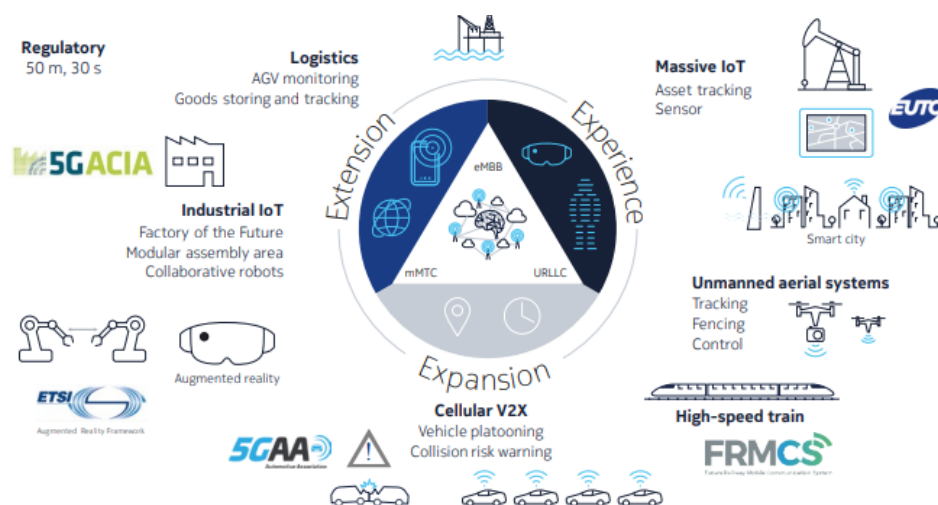 Regulatory
50 m, 30 s
Logistics
AGV monitoring
Goods storing and tracking
Massive IoT
Asset tracking
Sensor
EUTC
5GACIA
Extension
Experience
eMBB
mMTC
URLLC
Expansion
Industrial IoT
Factory of the Future
Modular assembly area
Collaborative robots
Smart city
Unmanned aerial systems
Tracking
Fencing
Control
Augmented reality
ETSI
Augmented Reality Framework
High-speed train
FRMCS
Future Railway Mobile Communication System
Cellular V2X
Vehicle platooning
Collision risk warning
5GAA
Automotive Association
!